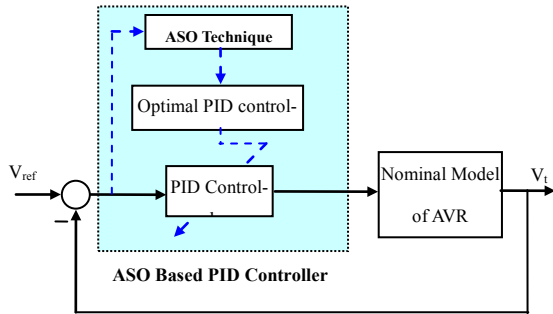 ASO Technique
Optimal PID control-
V_ref
PID Control-
Nominal Model
of AVR
V_t
−
ASO Based PID Controller